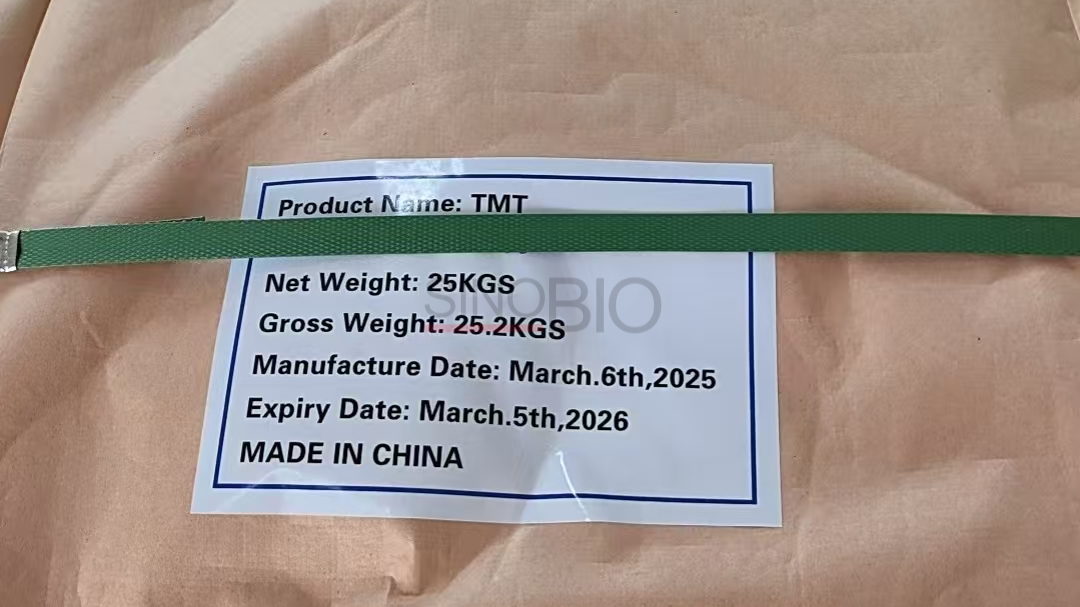 Product Name: TMT
Net Weight: 25KGS
SINOBIO
Gross Weight: 25.2KGS
Manufacture Date: March.6th,2025
Expiry Date: March.5th,2026
MADE IN CHINA